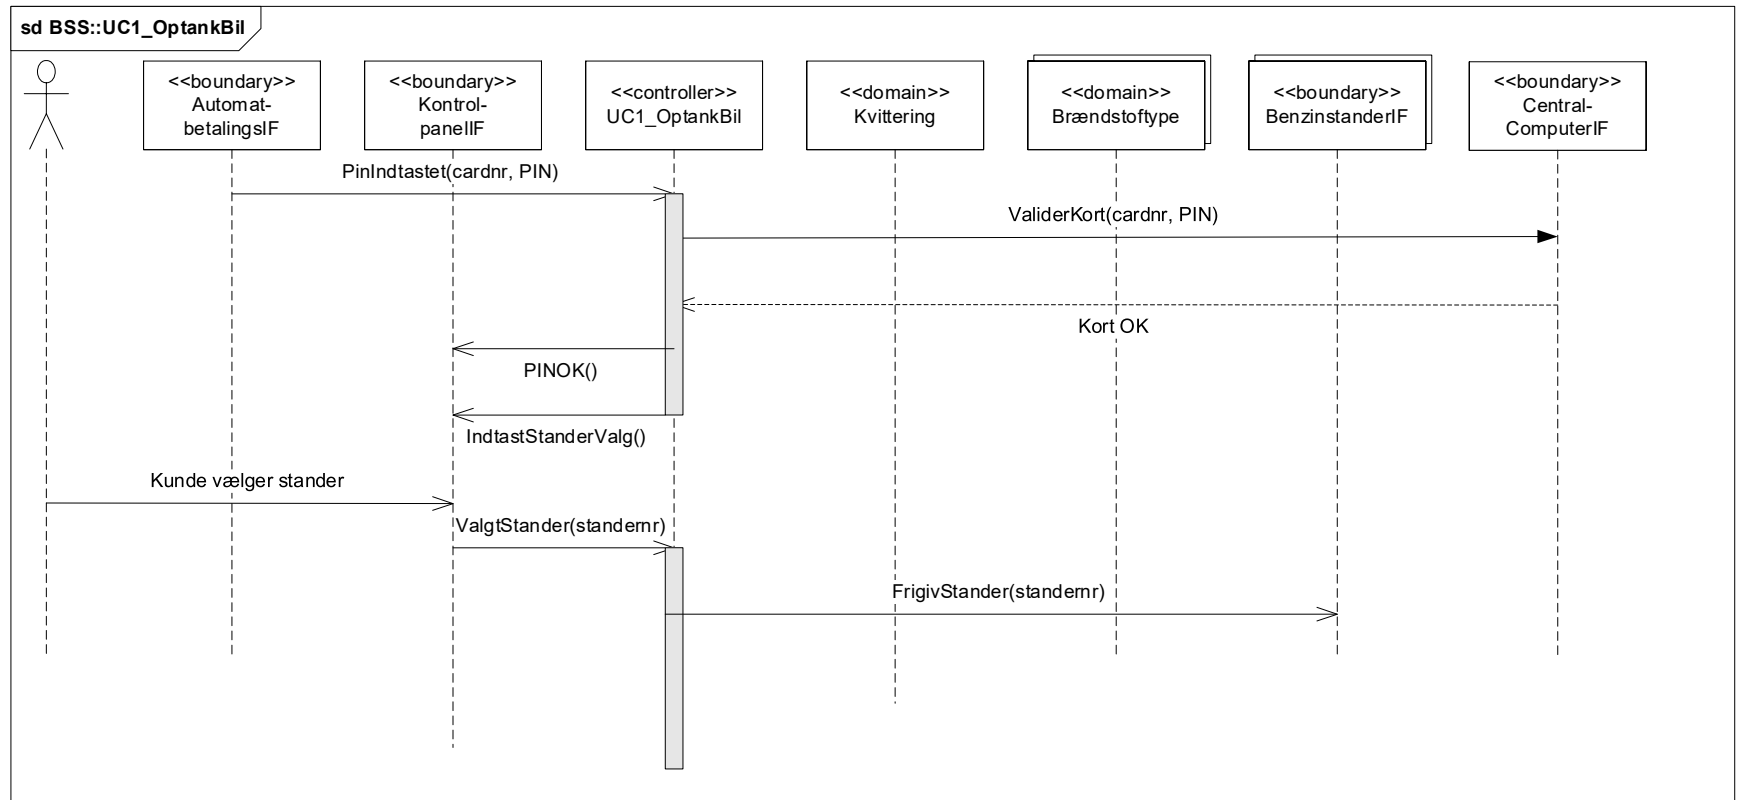 sd BSS::UC1_OptankBil
<<boundary>>
Automat-
betalingsIF
<<boundary>>
Kontrol-
panelIF
<<controller>>
UC1_OptankBil
<<domain>>
Kvittering
<<domain>>
Brændstoftype
<<boundary>>
BenzinstanderIF
<<boundary>>
Central-
ComputerIF
PinIndtastet(cardnr, PIN)
ValiderKort(cardnr, PIN)
Kort OK
PINOK()
IndtastStanderValg()
Kunde vælger stander
ValgtStander(standernr)
FrigivStander(standernr)